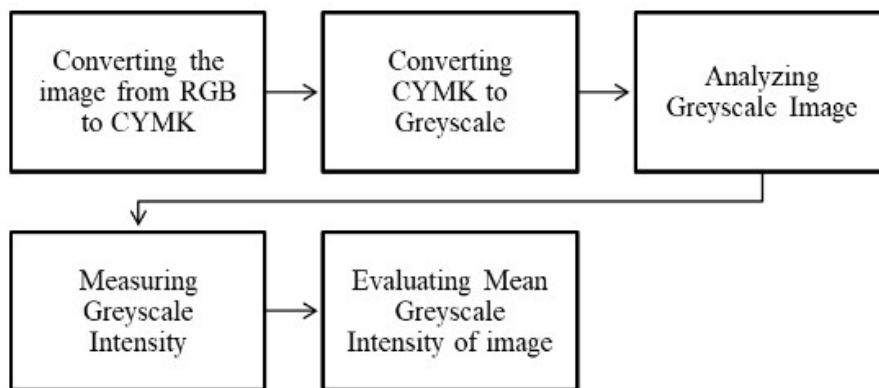 Converting the
image from RGB
to CYMK
Converting
CYMK to
Greyscale
Analyzing
Greyscale Image
Measuring
Greyscale
Intensity
Evaluating Mean
Greyscale
Intensity of image